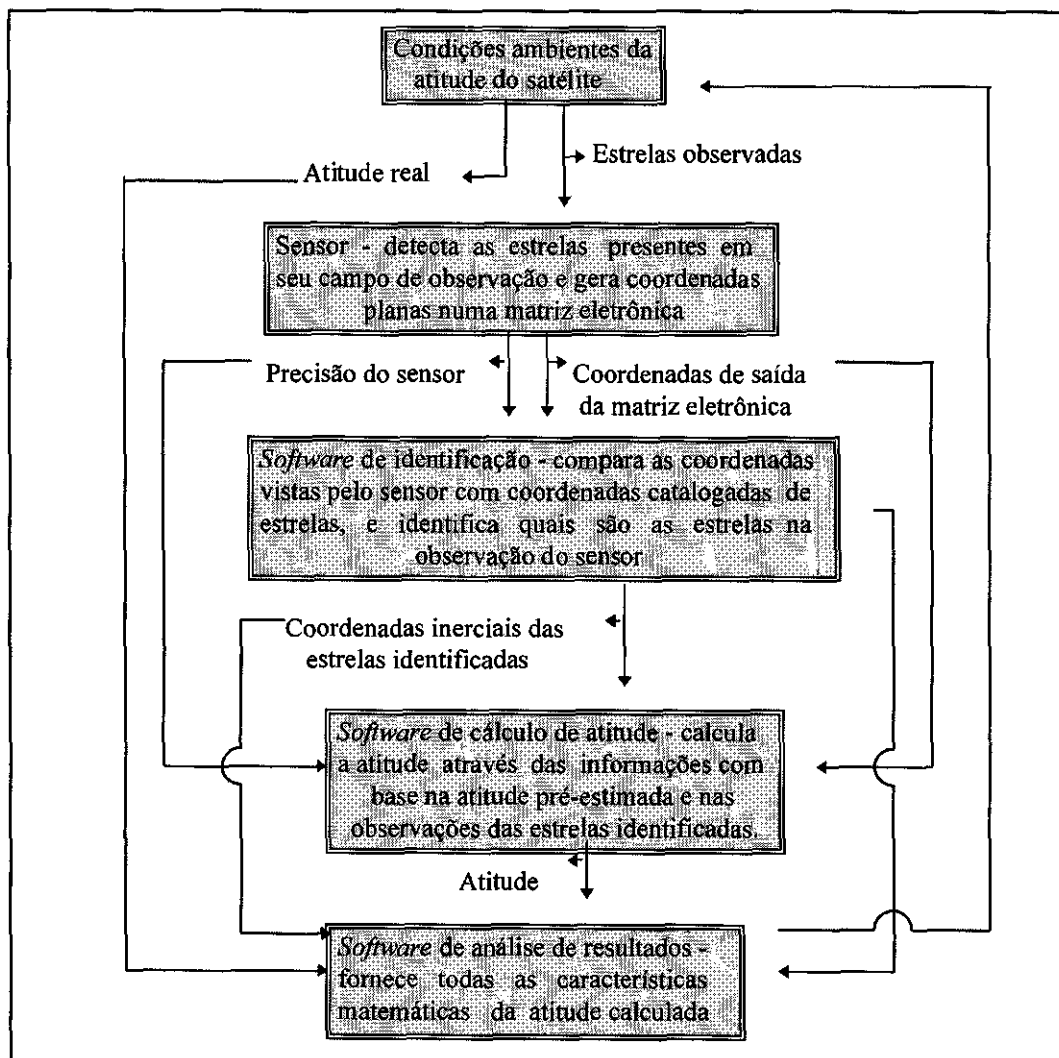 Condições ambientes da
atitude do satélite
Estrelas observadas
Atitude real
Sensor - detecta as estrelas presentes em
seu campo de observação e gera coordenadas
planas numa matriz eletrônica
Precisão do sensor
Coordenadas de saída
da matriz eletrônica
Software de identificação - compara as coordenadas
vistas pelo sensor com coordenadas catalogadas de
estrelas, e identifica quais são as estrelas na
observação do sensor
Coordenadas inerciais das
estrelas identificadas
Software de cálculo de atitude - calcula
a atitude através das informações com
base na atitude pré-estimada e nas
observações das estrelas identificadas.
Atitude
Software de análise de resultados -
fornece todas as características
matemáticas da atitude calculada